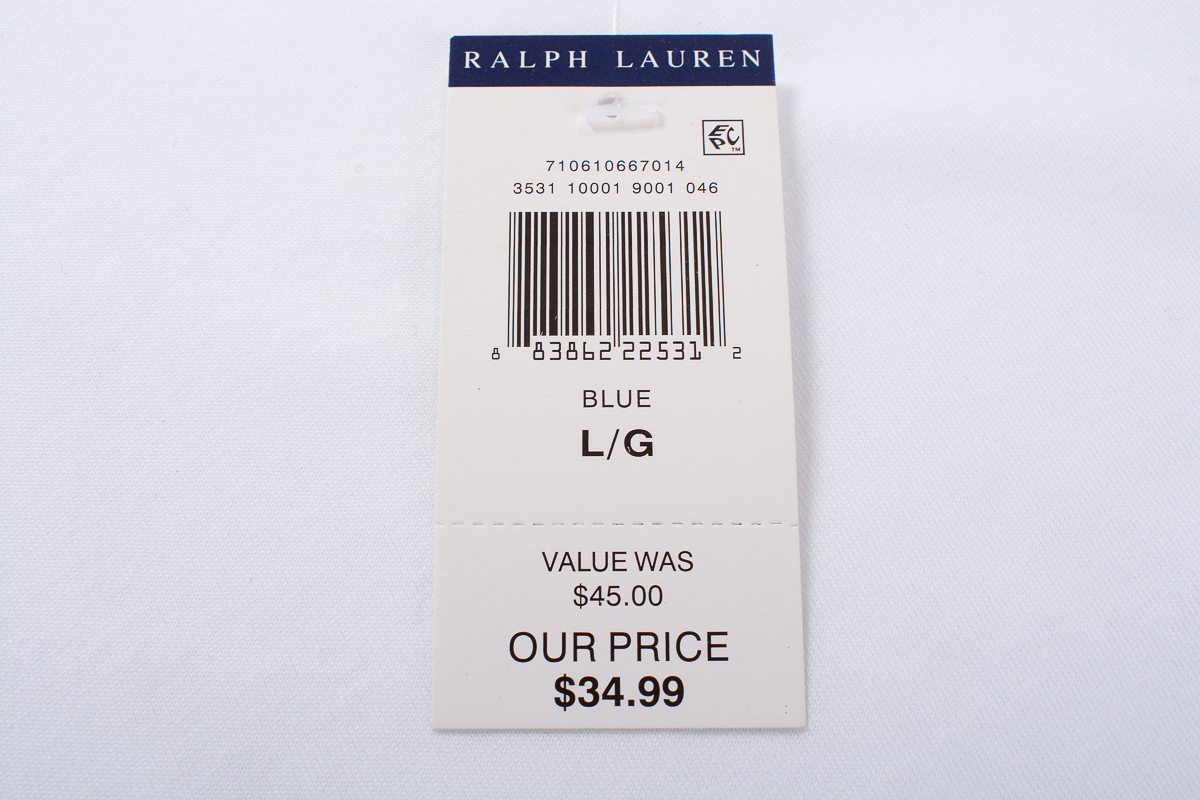 RALPH LAUREN
EPC™
710610667014
3531 10001 9001 046
8 83862 22531 2
BLUE
L/G
VALUE WAS
$45.00
OUR PRICE
$34.99